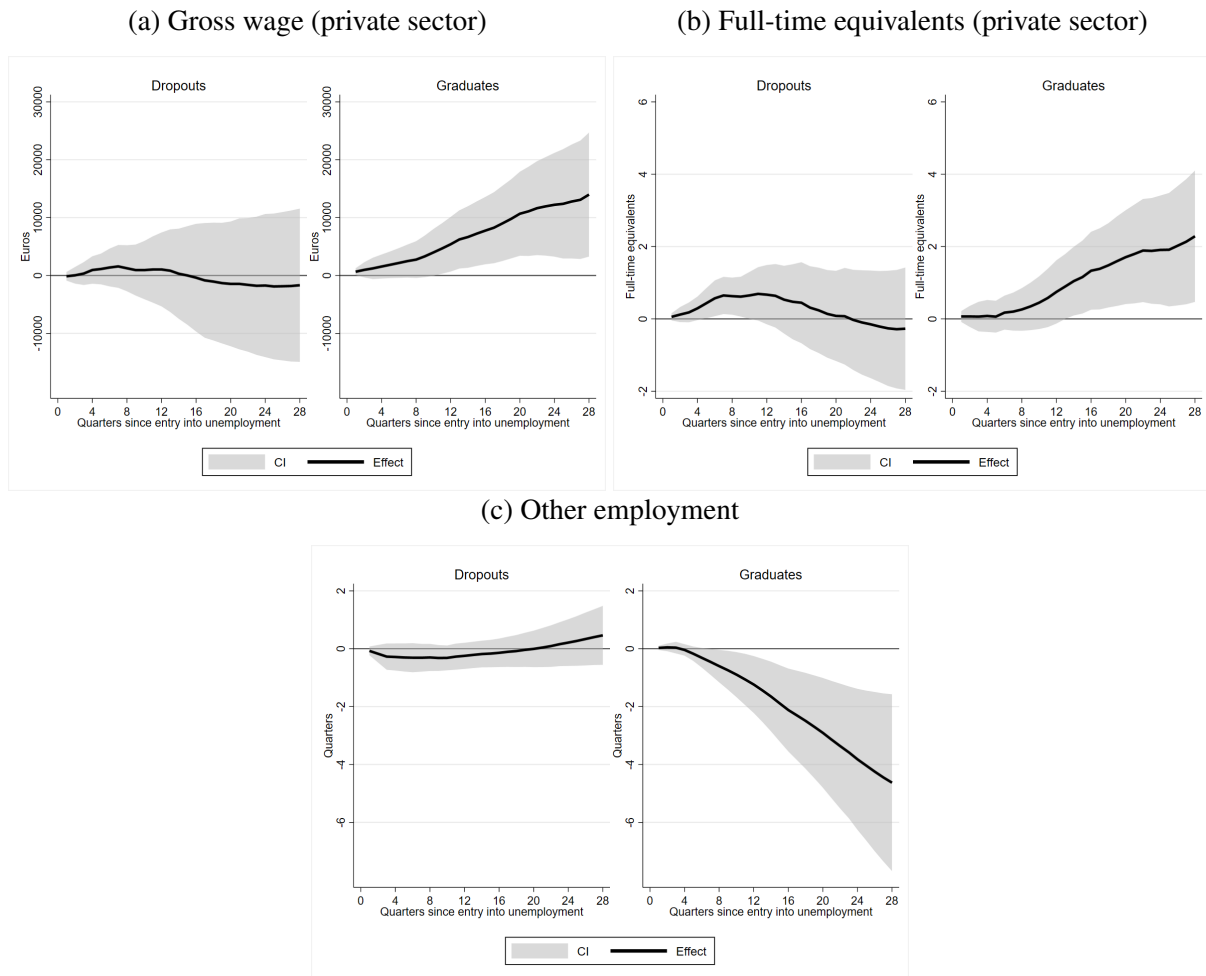 (a) Gross wage (private sector)
(b) Full-time equivalents (private sector)
Dropouts
Graduates
Euros
30000
20000
10000
0
-10000
0 4 8 12 16 20 24 28
Quarters since entry into unemployment
Euros
30000
20000
10000
0
-10000
0 4 8 12 16 20 24 28
Quarters since entry into unemployment
CI Effect
Dropouts
Graduates
Full-time equivalents
6
4
2
0
-2
0 4 8 12 16 20 24 28
Quarters since entry into unemployment
Full-time equivalents
6
4
2
0
-2
0 4 8 12 16 20 24 28
Quarters since entry into unemployment
CI Effect
(c) Other employment
Dropouts
Graduates
Quarters
2
0
-2
-4
-6
0 4 8 12 16 20 24 28
Quarters since entry into unemployment
Quarters
2
0
-2
-4
-6
0 4 8 12 16 20 24 28
Quarters since entry into unemployment
CI Effect